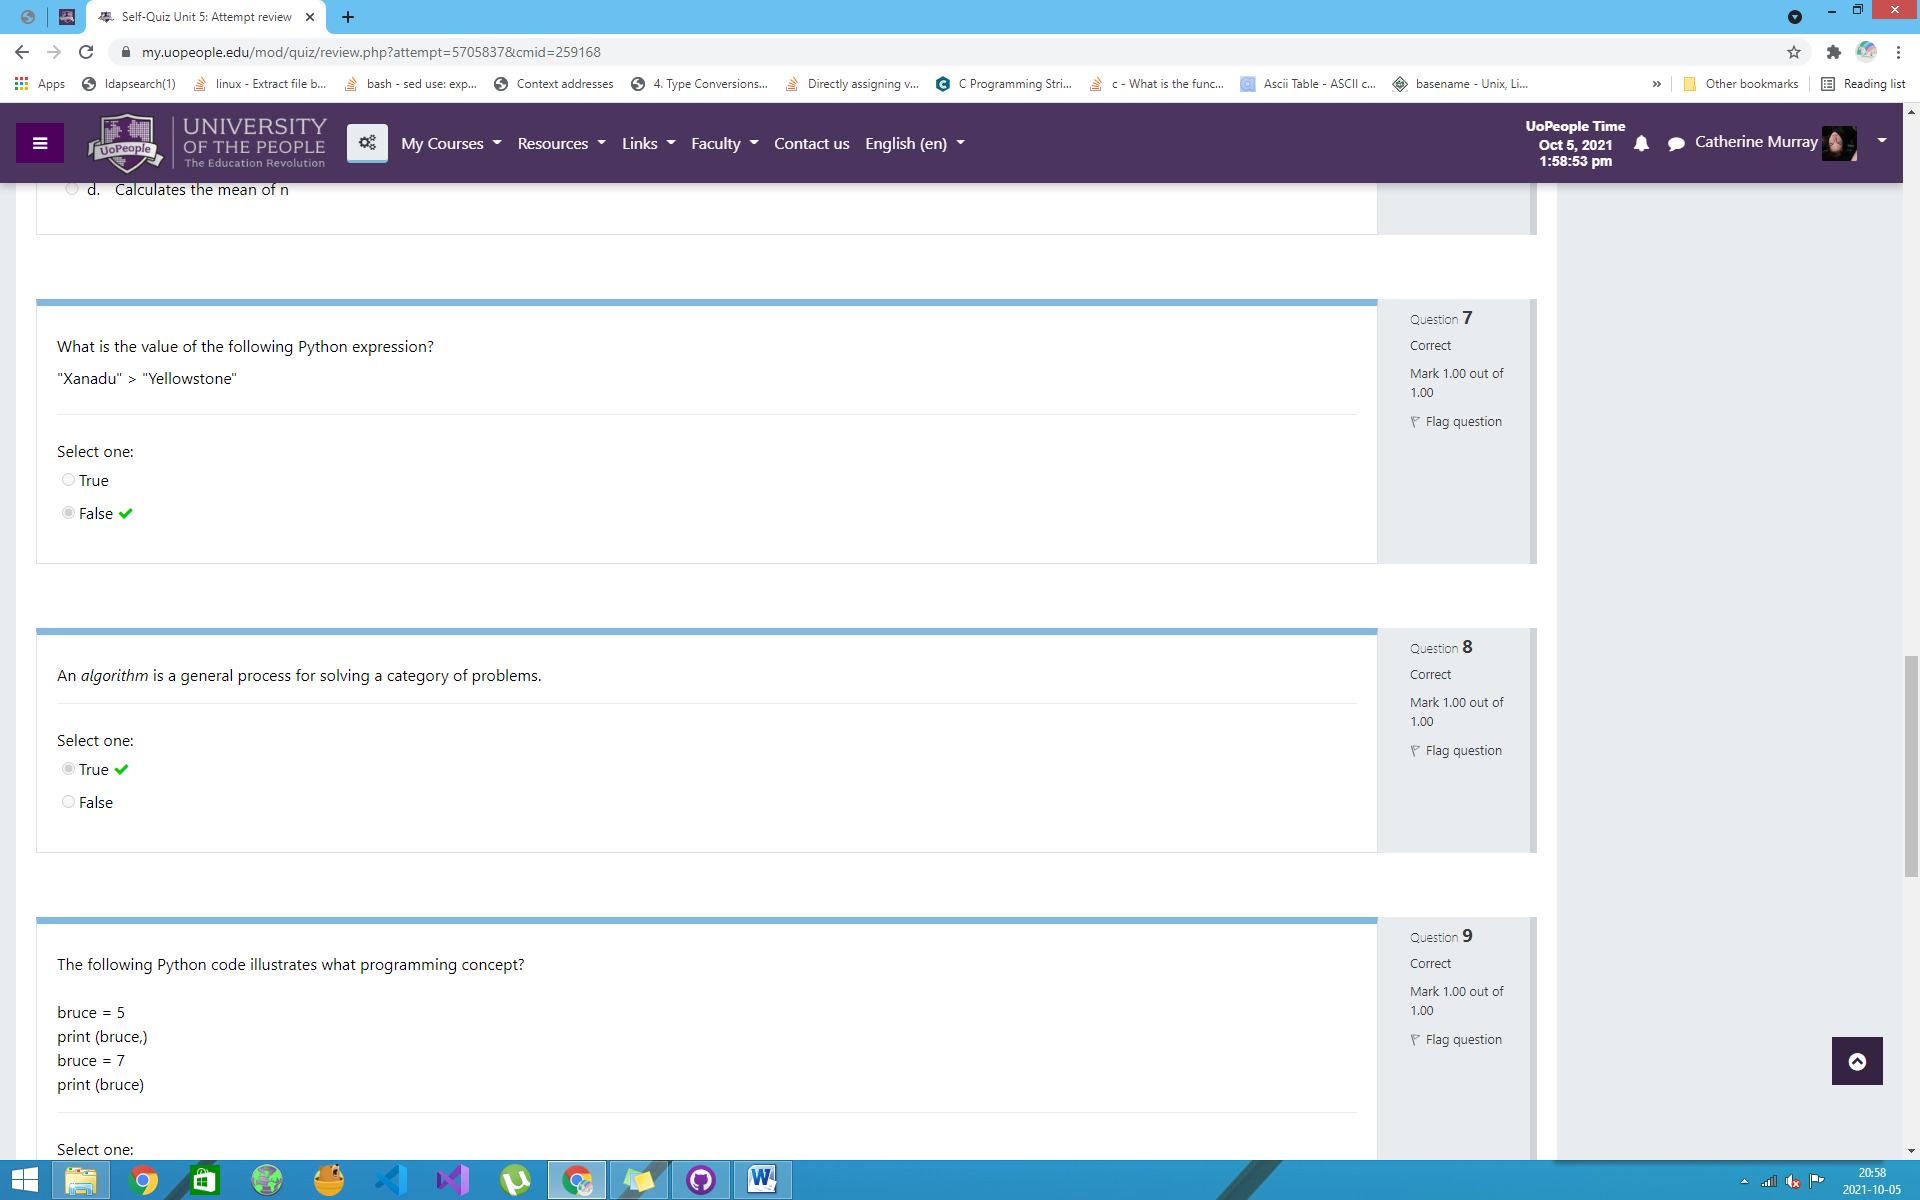 Self-Quiz Unit 5: Attempt review
my.uopeople.edu/mod/quiz/review.php?attempt=5705837&cmid=259168
Apps ldapsearch(1) linux - Extract file b... bash - sed use: exp... Context addresses 4. Type Conversions... Directly assigning v... C Programming Stri... c - What is the func... Ascii Table - ASCII c... basename - Unix, Li... » Other bookmarks Reading list
UoPeople
UNIVERSITY
OF THE PEOPLE
The Education Revolution
My Courses Resources Links Faculty Contact us English (en)
UoPeople Time
Oct 5, 2021
1:58:53 pm
Catherine Murray
d. Calculates the mean of n
What is the value of the following Python expression?
"Xanadu" > "Yellowstone"
Select one:
True
False
Question 7
Correct
Mark 1.00 out of
1.00
Flag question
An algorithm is a general process for solving a category of problems.
Select one:
True
False
Question 8
Correct
Mark 1.00 out of
1.00
Flag question
The following Python code illustrates what programming concept?
bruce = 5
print (bruce,)
bruce = 7
print (bruce)
Select one:
Question 9
Correct
Mark 1.00 out of
1.00
Flag question
20:58
2021-10-05